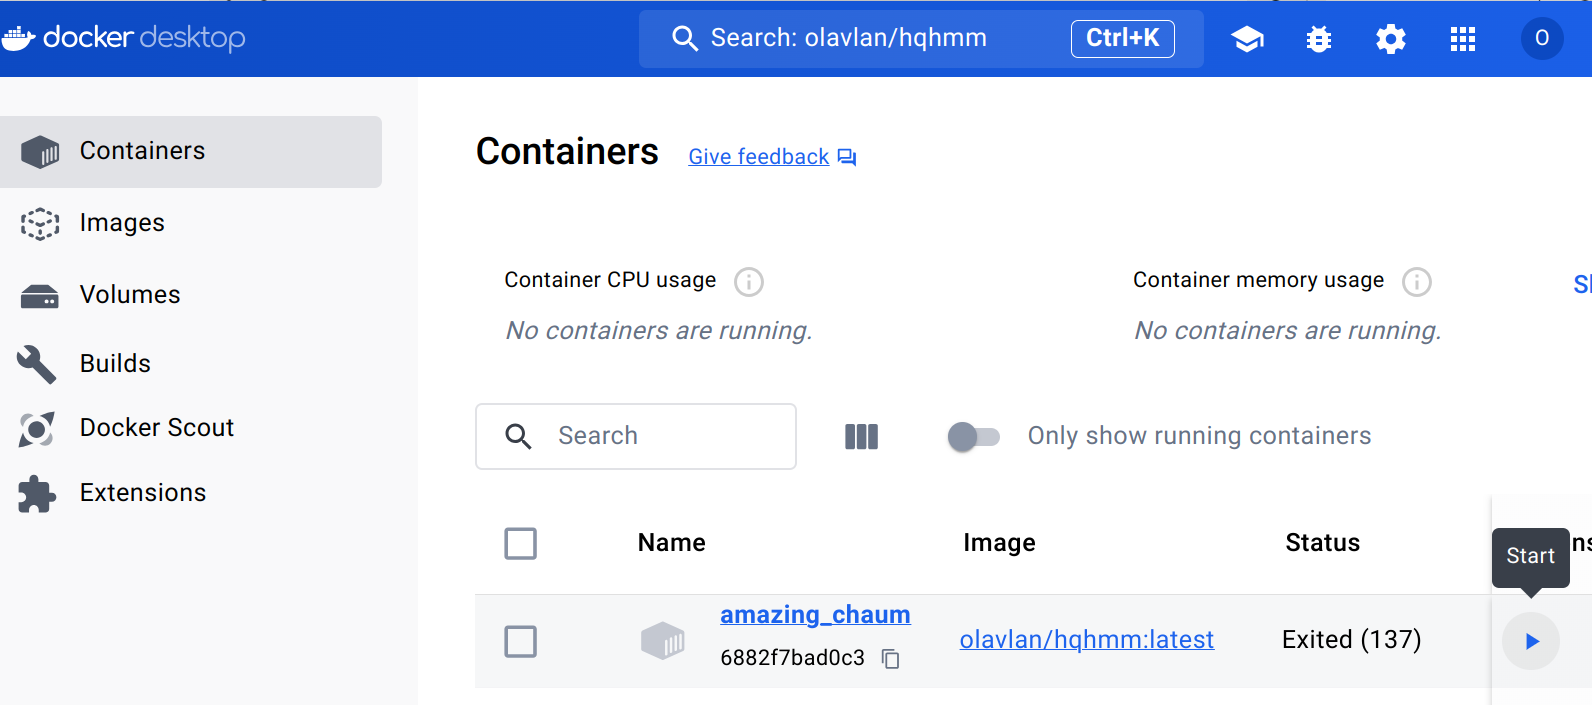 docker desktop
Search: olavlan/hqhmm
Ctrl+K
O
Containers
Images
Volumes
Builds
Docker Scout
Extensions
Containers
Give feedback
Container CPU usage
No containers are running.
Container memory usage
No containers are running.
Search
Only show running containers
Name
Image
Status
Start
amazing_chaum
6882f7bad0c3
olavlan/hqhmm:latest
Exited (137)